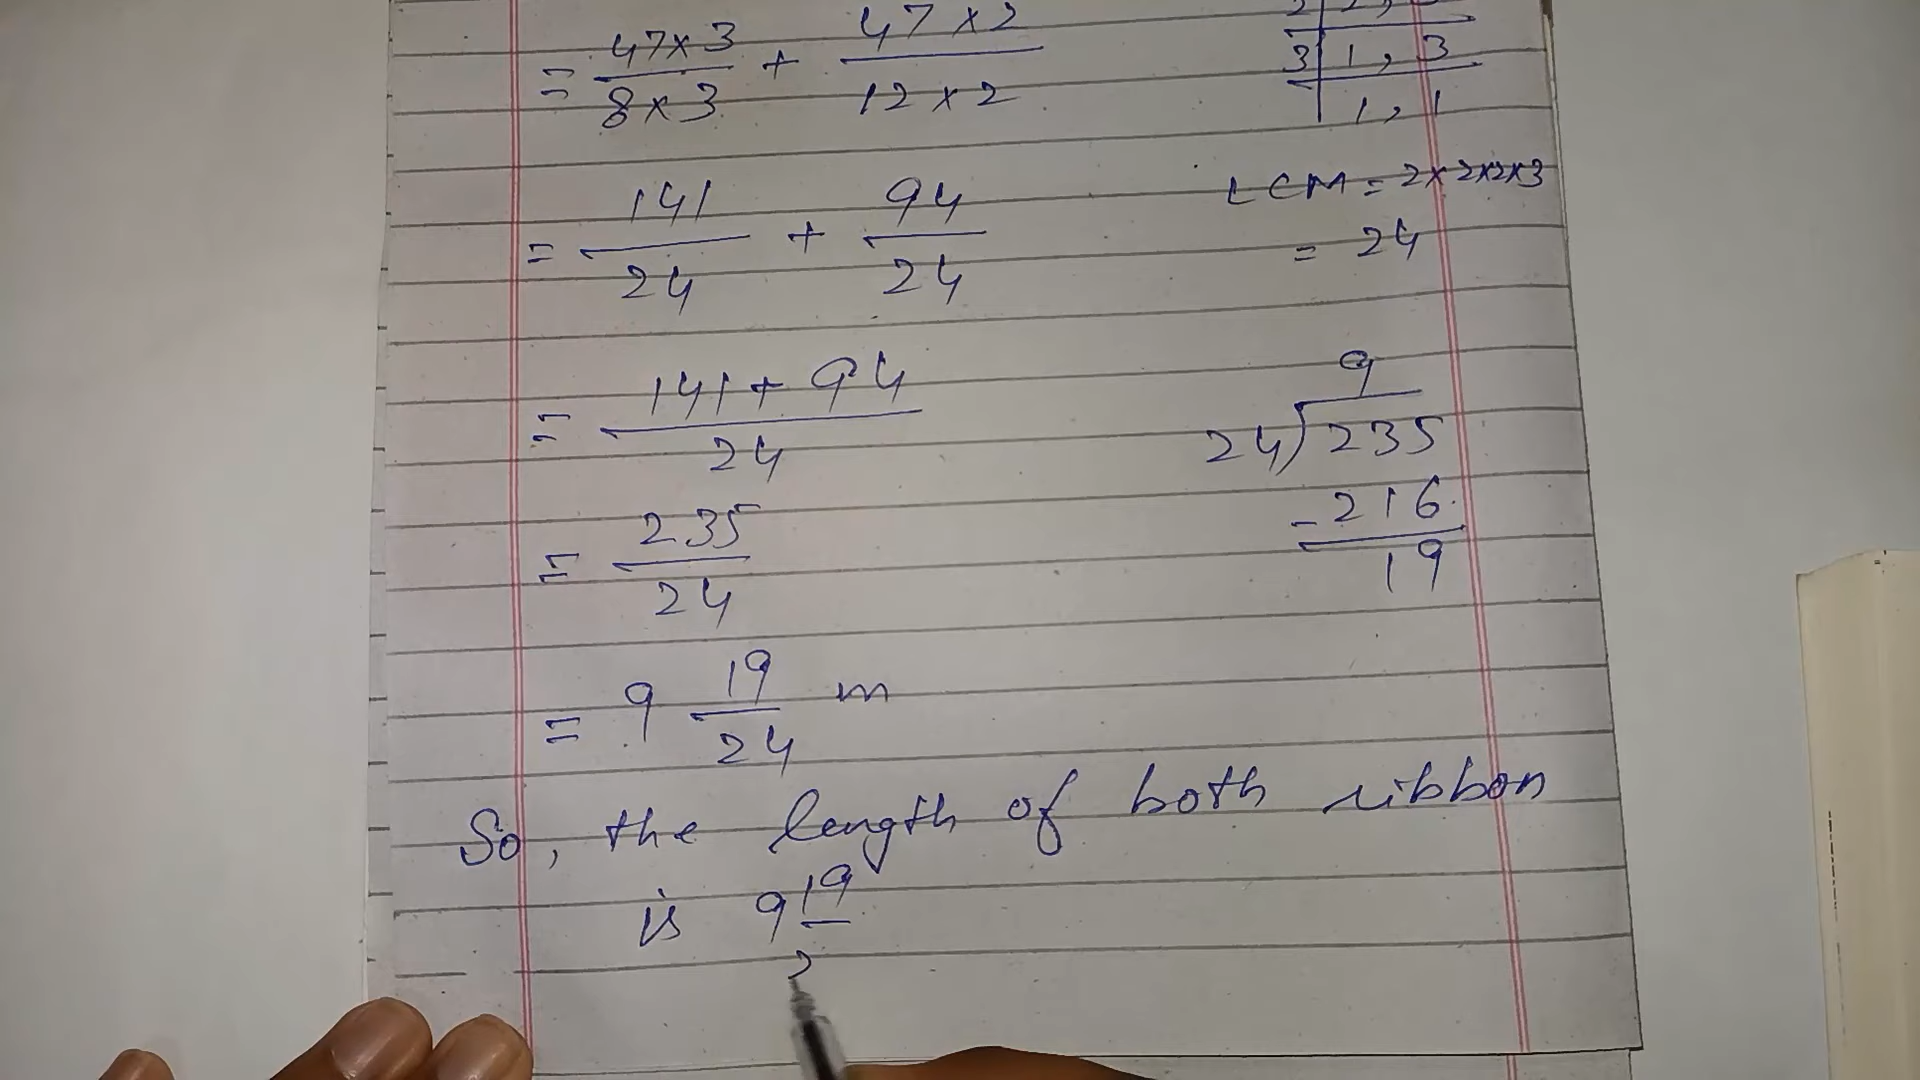 = 47×3/8×3 + 47×2/12×2
3 | 1, 3
1, 1
= 141/24 + 94/24
LCM = 2×2×2×3
= 24
= 141+94/24
= 235/24
9
24)235
-216
19
= 9 19/24 m
So, the length of both ribbon
is 9 19/2